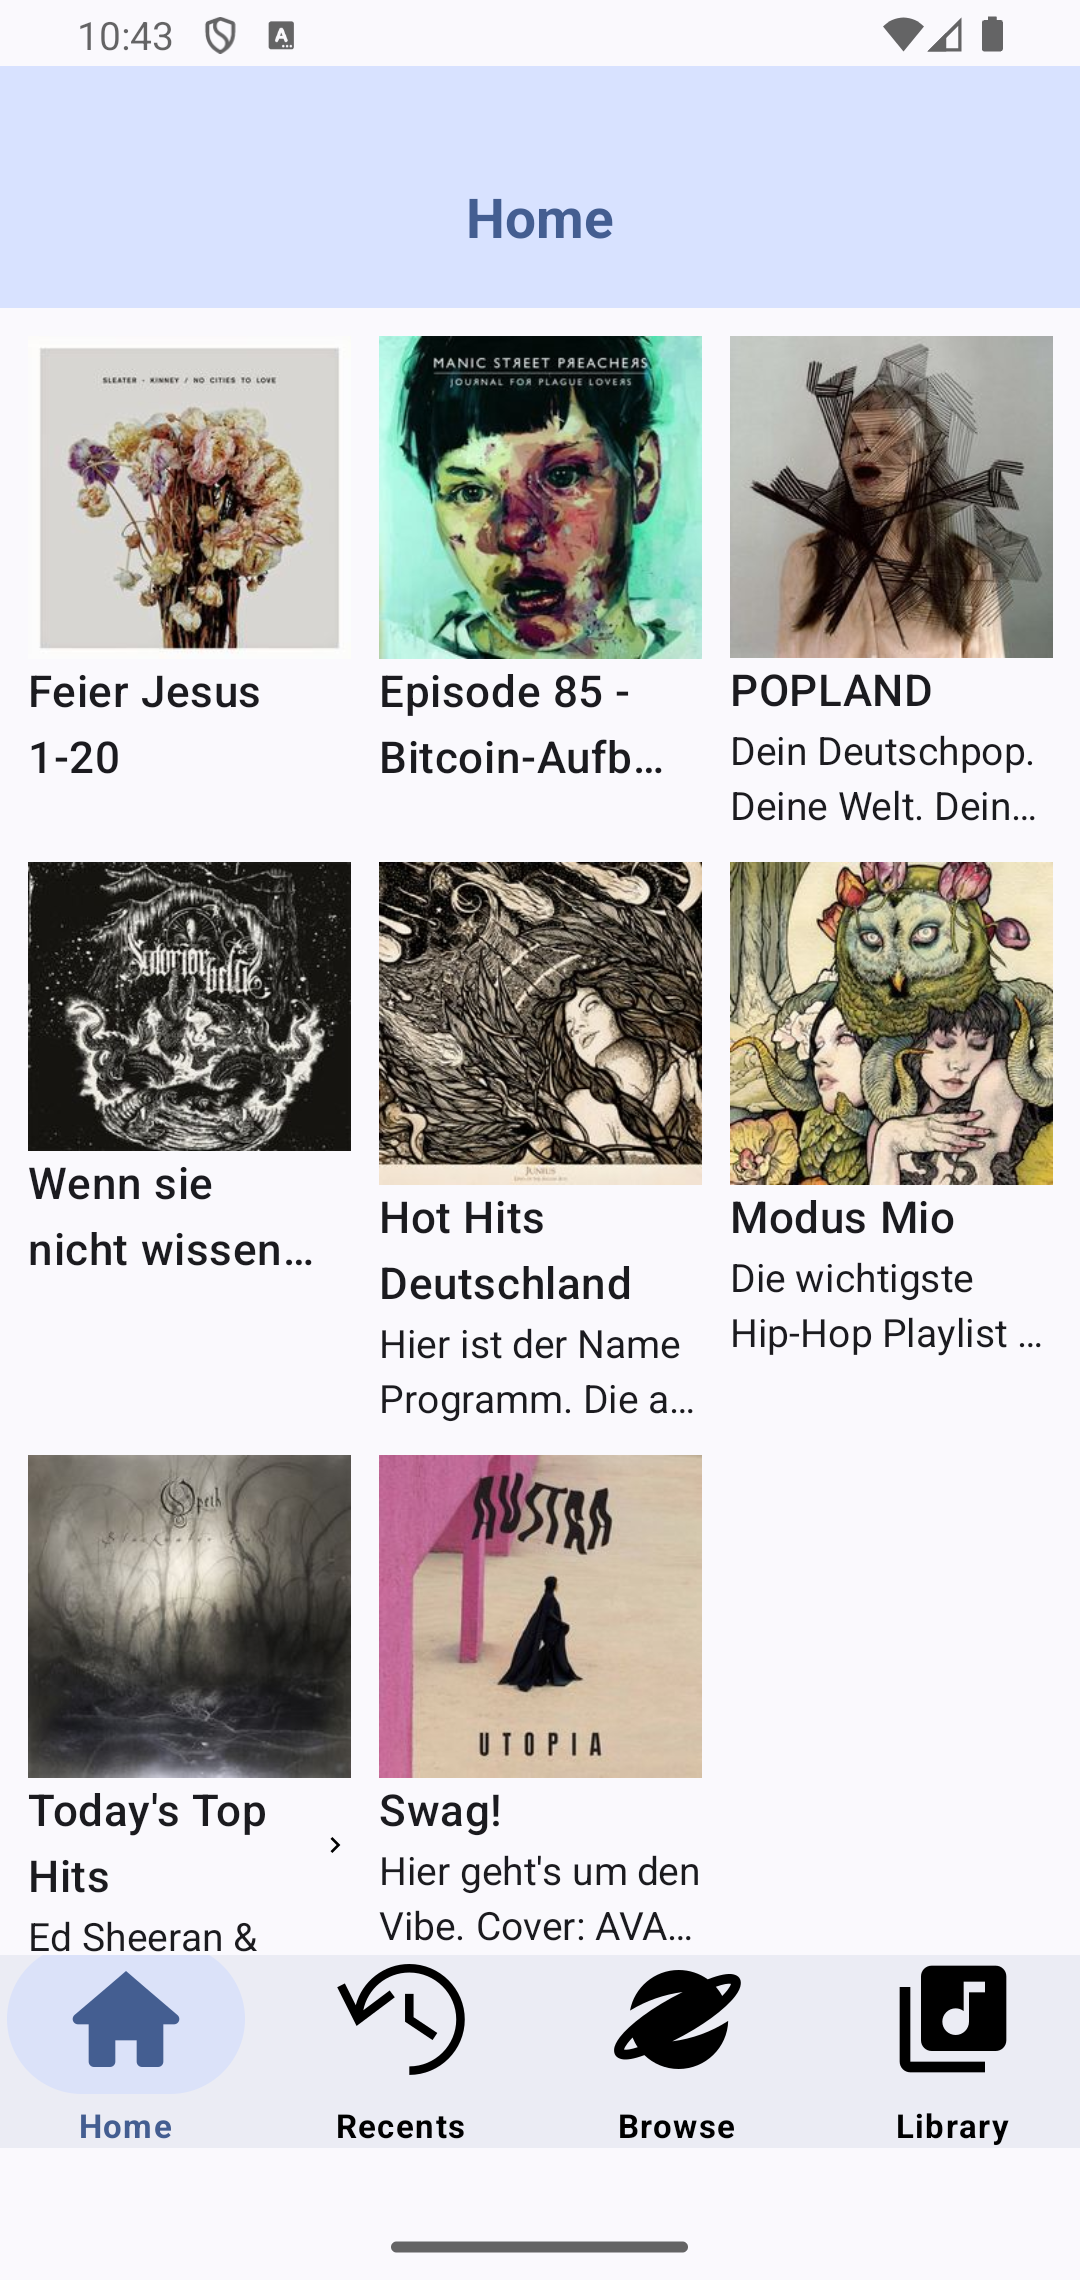 10:43
Home
SLEATER - KINNEY / NO CITIES TO LOVE
MANIC STREET PREACHERS
JOURNAL FOR PLAGUE LOVERS
Feier Jesus
1-20
Episode 85 -
Bitcoin-Aufb…
POPLAND
Dein Deutschpop.
Deine Welt. Dein…
JUNIUS
Wenn sie
nicht wissen…
Hot Hits
Deutschland
Hier ist der Name
Programm. Die a…
Modus Mio
Die wichtigste
Hip-Hop Playlist …
Opeth
AUSTRA
UTOPIA
Today's Top
Hits
Ed Sheeran &
Swag!
Hier geht's um den
Vibe. Cover: AVA…
Home
Recents
Browse
Library